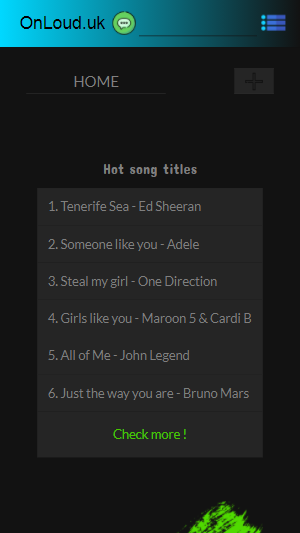 OnLoud.uk
HOME
Hot song titles
1. Tenerife Sea - Ed Sheeran
2. Someone like you - Adele
3. Steal my girl - One Direction
4. Girls like you - Maroon 5 & Cardi B
5. All of Me - John Legend
6. Just the way you are - Bruno Mars
Check more !